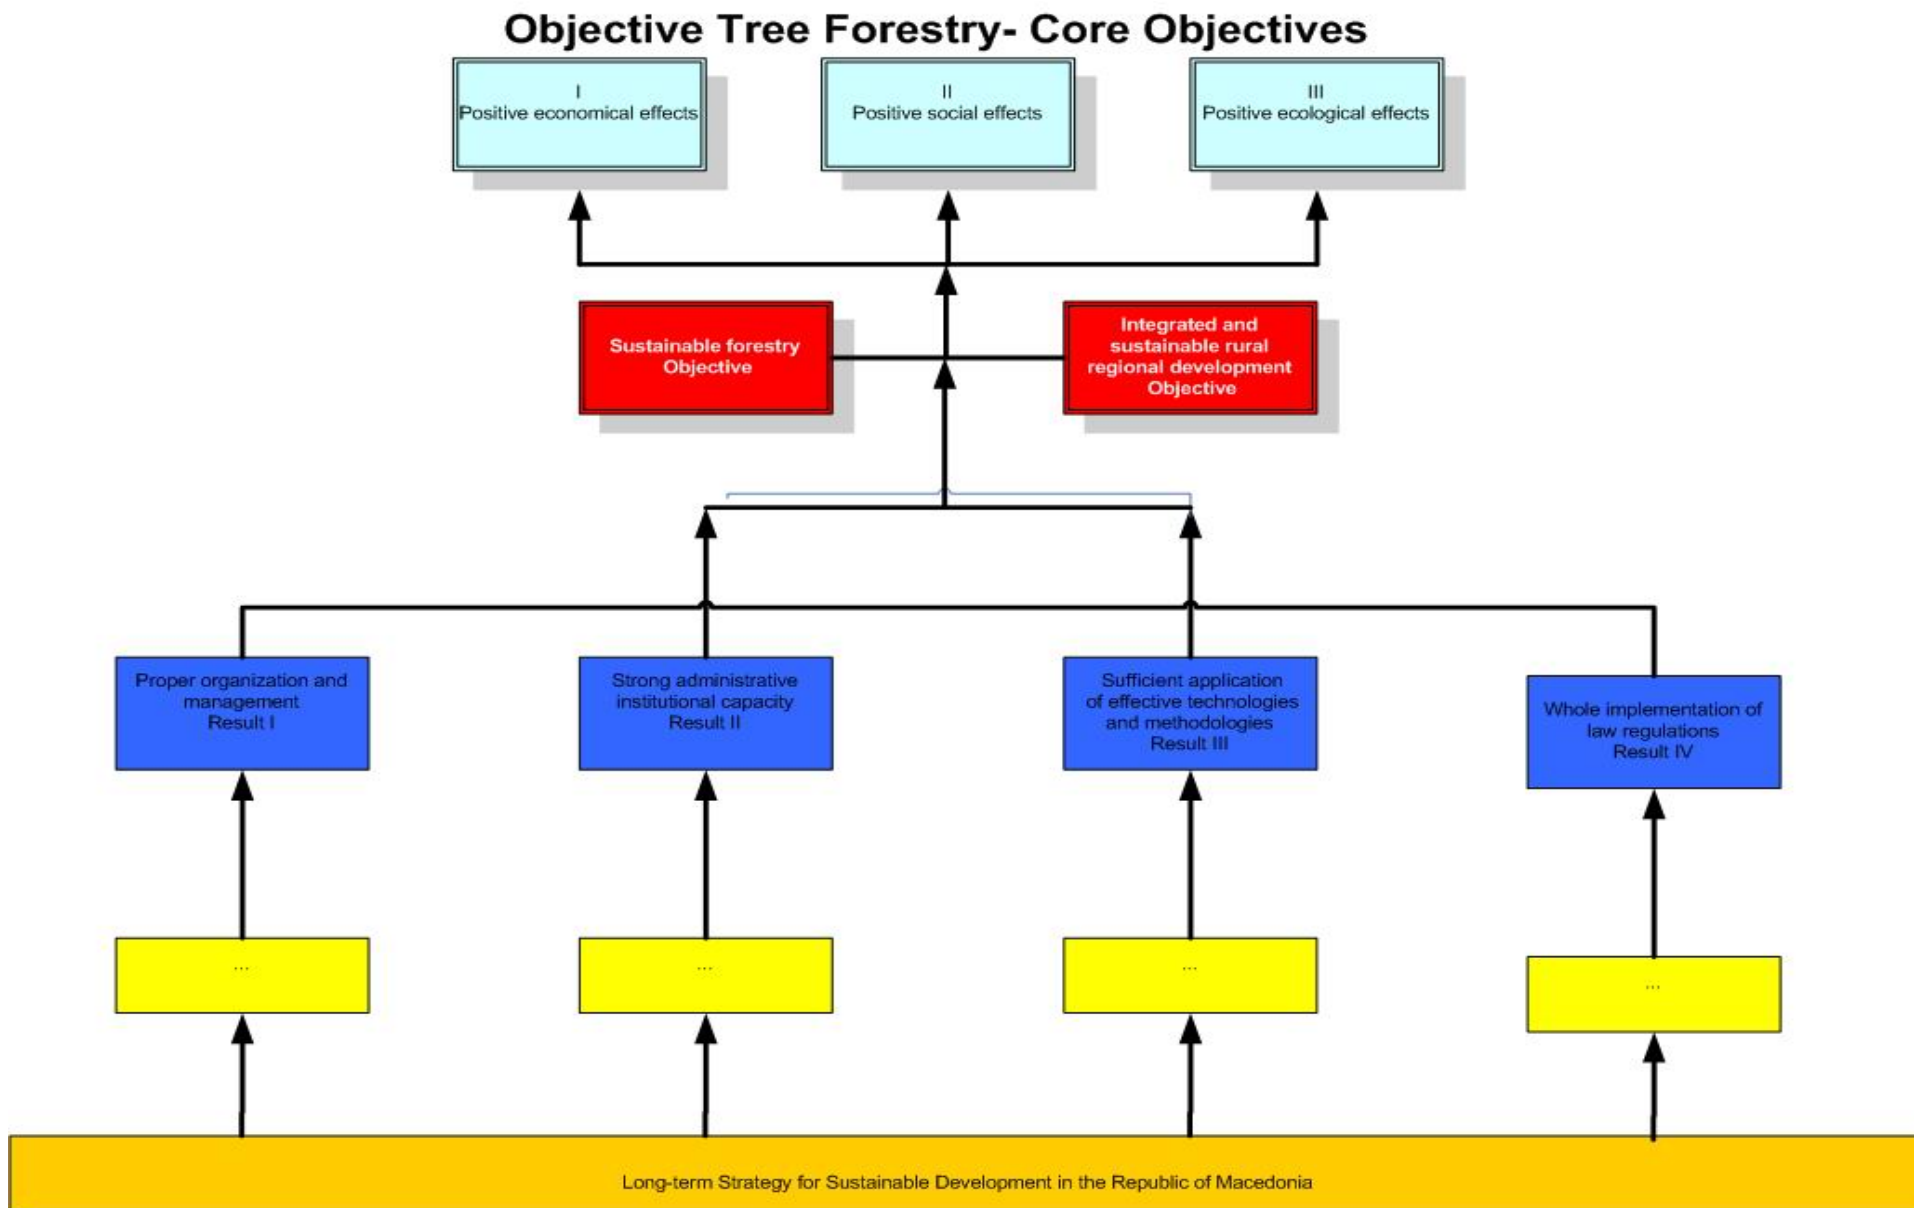 Objective Tree Forestry- Core Objectives
I
Positive economical effects
II
Positive social effects
III
Positive ecological effects
Sustainable forestry
Objective
Integrated and
sustainable rural
regional development
Objective
Proper organization and
management
Result I
Strong administrative
institutional capacity
Result II
Sufficient application
of effective technologies
and methodologies
Result III
Whole implementation of
law regulations
Result IV
...
...
...
...
Long-term Strategy for Sustainable Development in the Republic of Macedonia